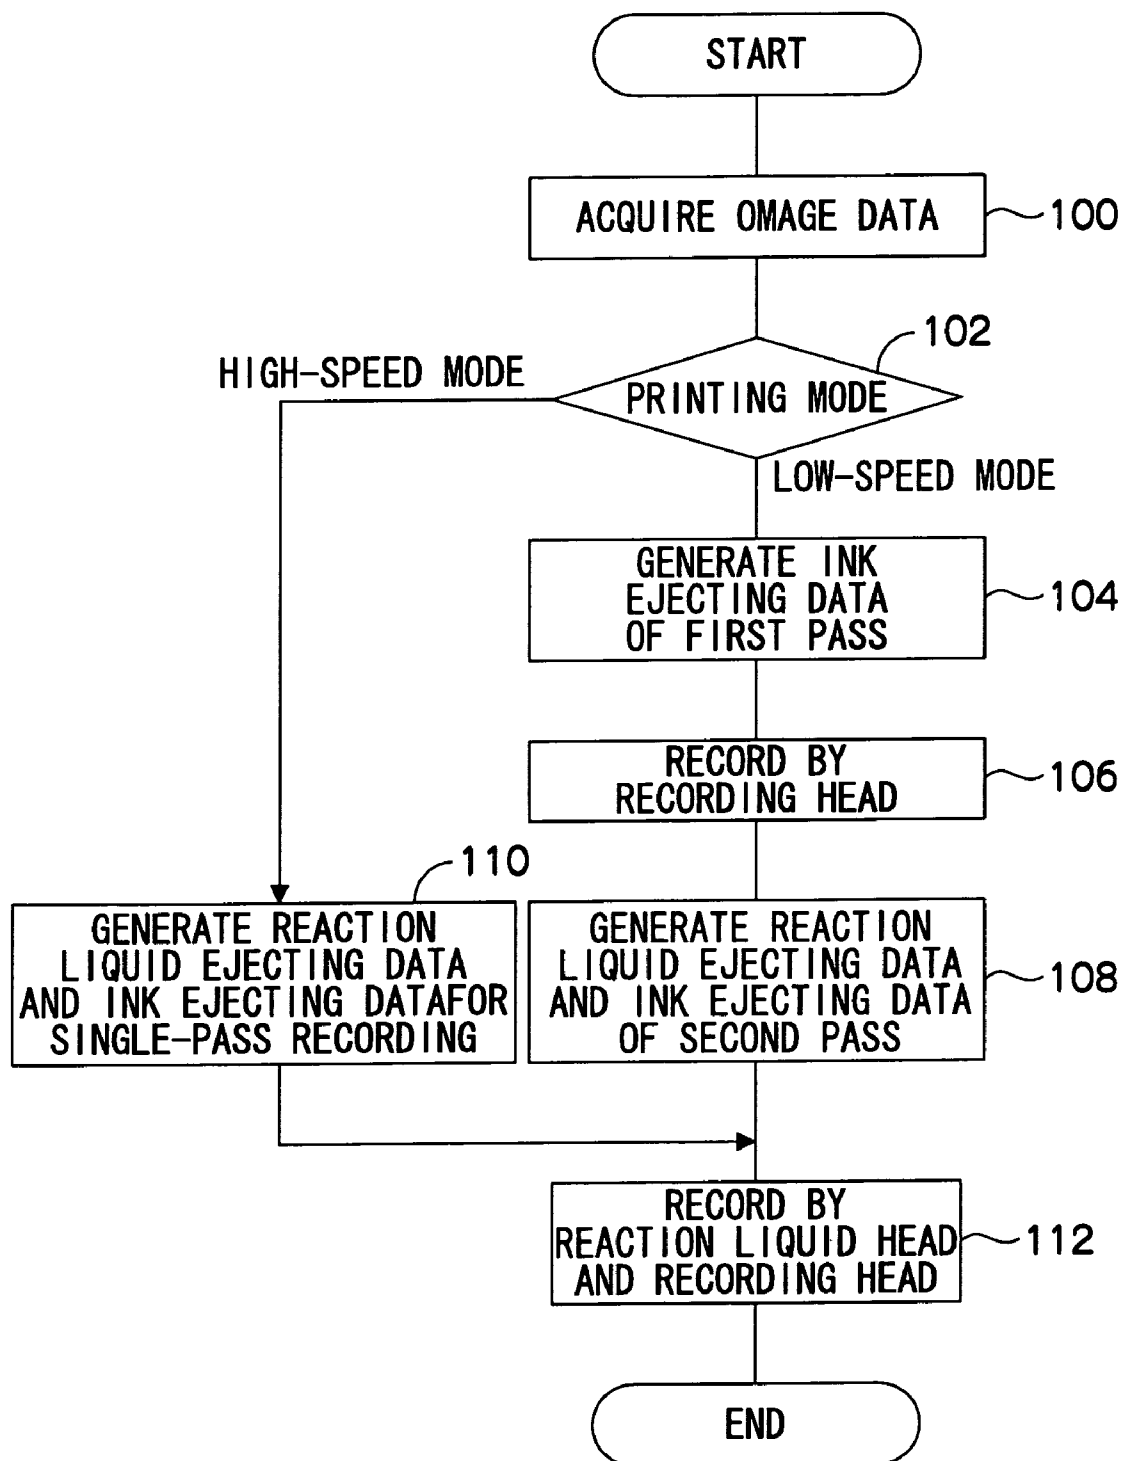 START
ACQUIRE OMAGE DATA
100
102
HIGH-SPEED MODE
PRINTING MODE
LOW-SPEED MODE
GENERATE INK
EJECTING DATA
OF FIRST PASS
104
RECORD BY
RECORDING HEAD
106
110
GENERATE REACTION
LIQUID EJECTING DATA
AND INK EJECTING DATAFOR
SINGLE-PASS RECORDING
GENERATE REACTION
LIQUID EJECTING DATA
AND INK EJECTING DATA
OF SECOND PASS
108
RECORD BY
REACTION LIQUID HEAD
AND RECORDING HEAD
112
END